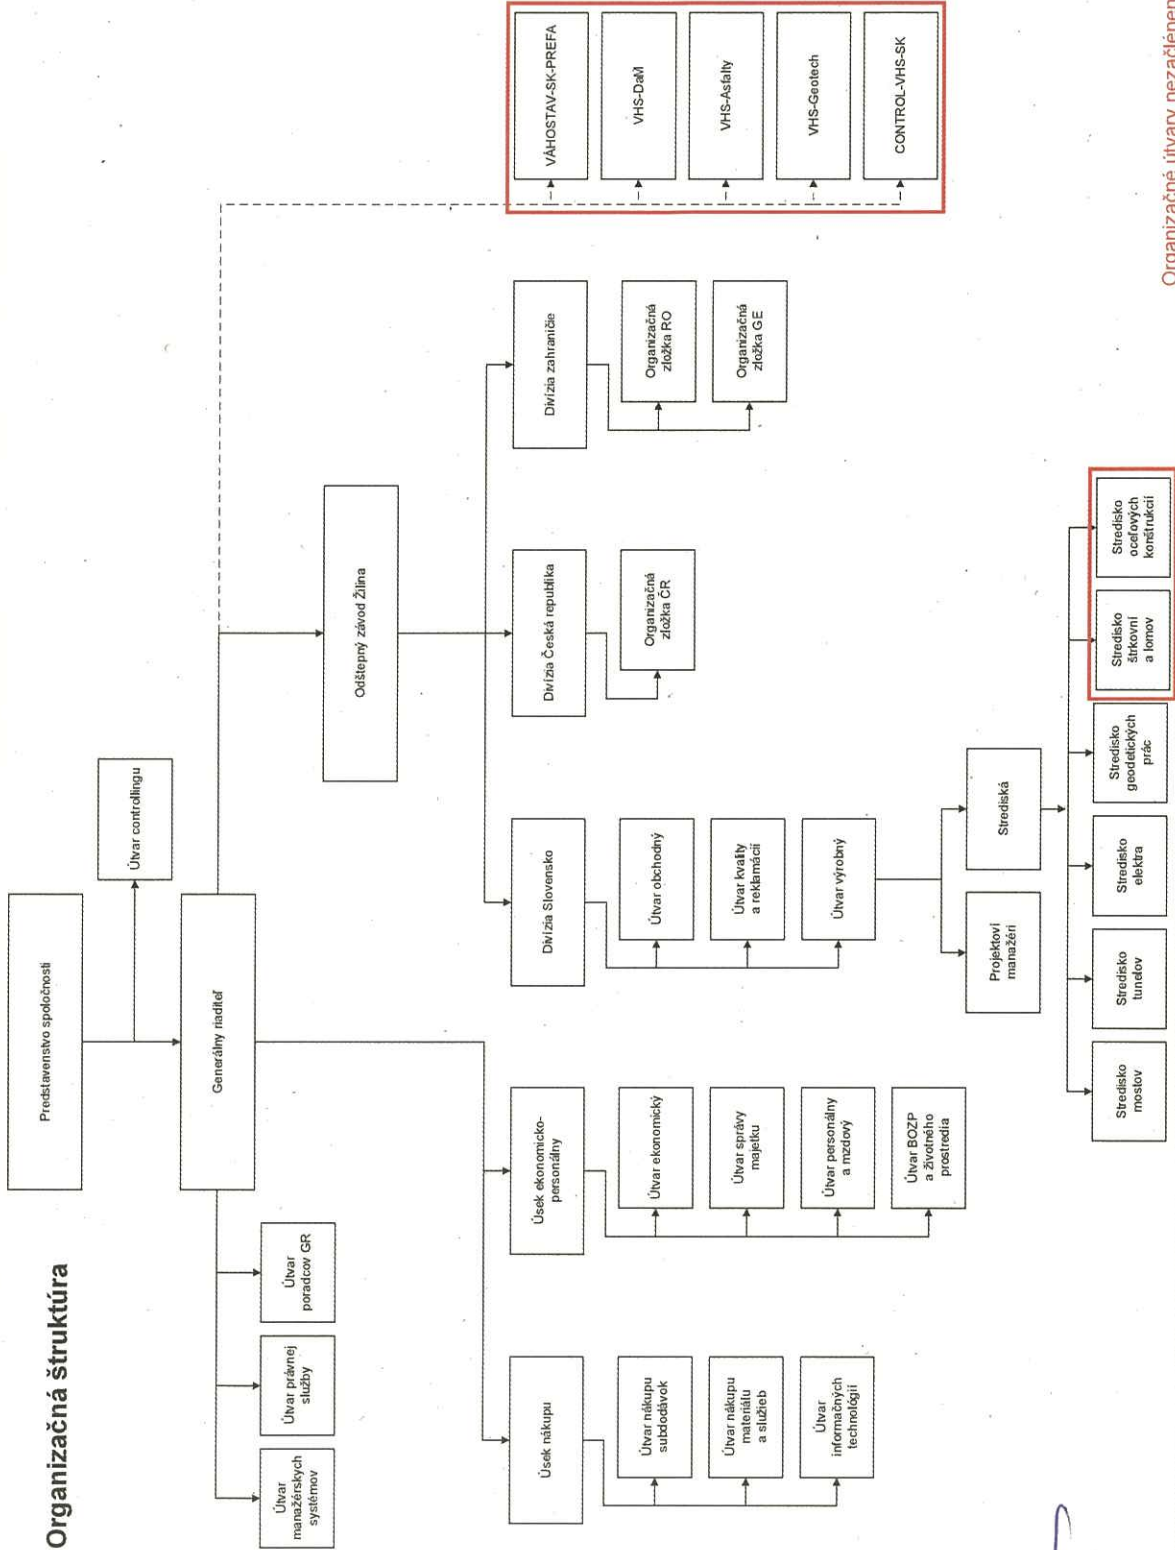 Organizačná štruktúra
Predstavenstvo spoločnosti
Útvar controllingu
Generálny riaditeľ
Útvar
manažérskych
systémov
Útvar právnej
služby
Útvar
poradcov GR
Odštepný závod Žilina
Úsek nákupu
Útvar nákupu
subdodávok
Útvar nákupu
materiálu
a služieb
Útvar
informačných
technológií
Úsek ekonomicko-
personálny
Útvar ekonomický
Útvar správy
majetku
Útvar personálny
a mzdový
Útvar BOZP
a životného
prostredia
Divízia Slovensko
Útvar obchodný
Útvar kvality
a reklamácií
Útvar výrobný
Projektoví
manažéri
Strediská
Stredisko
mostov
Stredisko
tunelov
Stredisko
elektra
Stredisko
geodetických
prác
Stredisko
štrkovní
a lomov
Stredisko
oceľových
konštrukcií
Divízia Česká republika
Organizačná
zložka ČR
Divízia zahraničie
Organizačná
zložka RO
Organizačná
zložka GE
VÁHOSTAV-SK-PREFA
VHS-DaM
VHS-Asfalty
VHS-Geotech
CONTROL-VHS-SK
Organizačné útvary